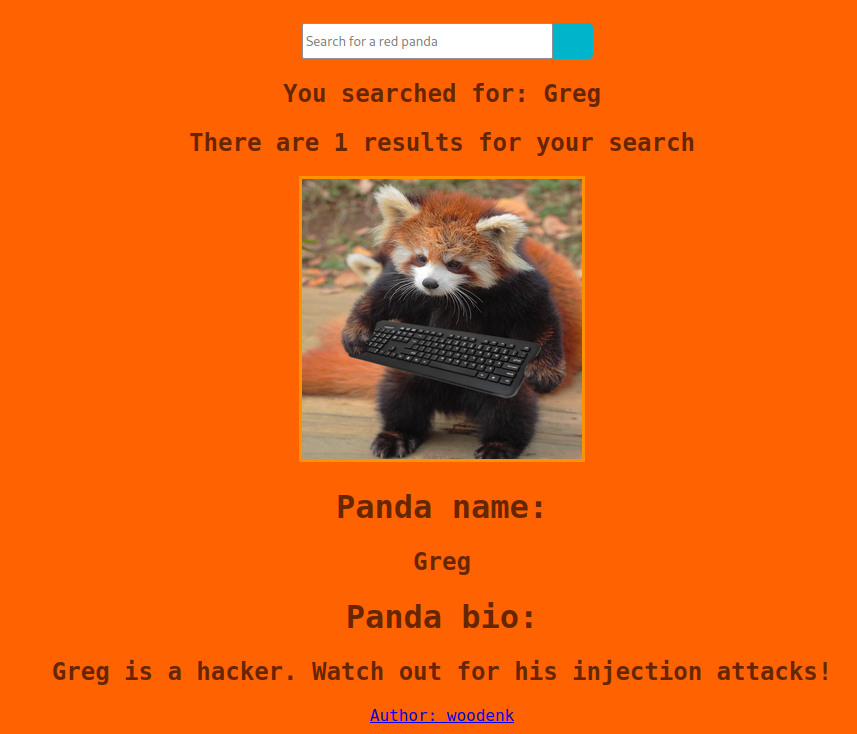 Search for a red panda
You searched for: Greg
There are 1 results for your search
Panda name:
Greg
Panda bio:
Greg is a hacker. Watch out for his injection attacks!
Author: woodenk